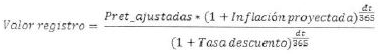 Valor registro = Pret_ajustadas * (1 + Inflación proyectada)^(dt/365) / (1 + Tasa descuento)^(dt/365)